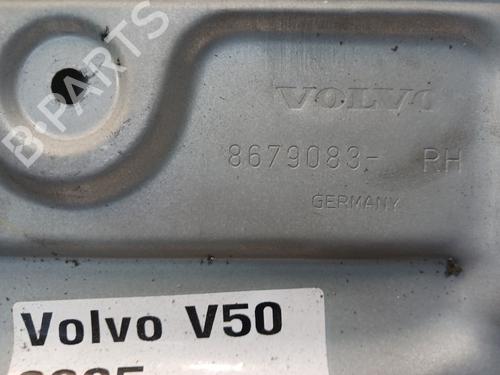 VOLVO
8679083- RH
GERMANY
B-PARTS
Volvo V50